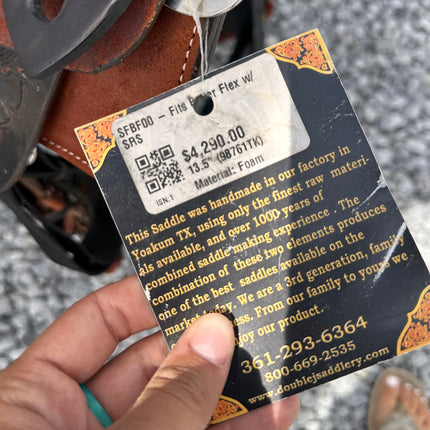 SFBF00 - Fits Better Flex w/
SRS
$4,290.00
13.5" (98761TK)
Material: Foam
ISN.1
This Saddle was handmade in our factory in
Yoakum TX, using only the finest raw materi-
als available, and over 1000 years of
combined saddle making experience . The
combination of these two elements produces
one of the best saddles available on the
market today. We are a 3rd generation, family
ess. From our family to yours we
joy our product.
361-293-6364
800-669-2535
www.doublejsaddlery.com